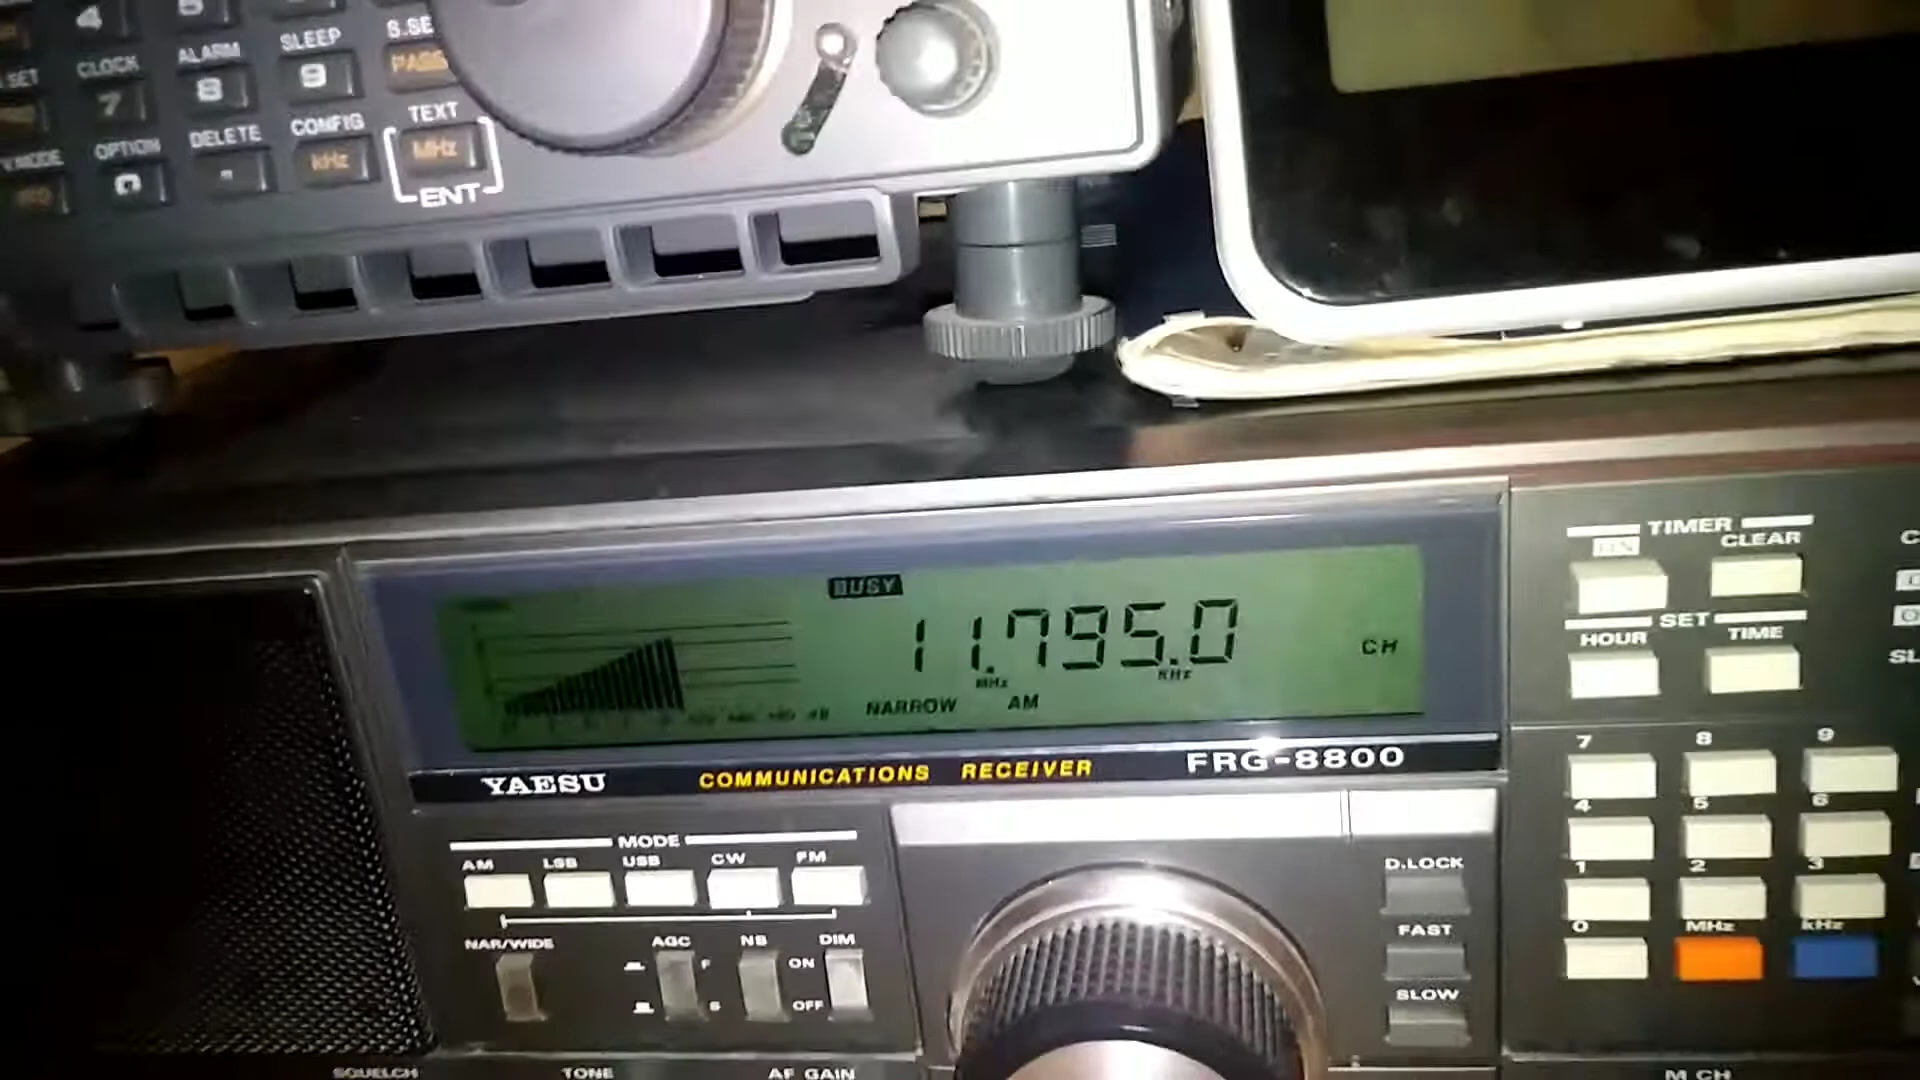 4 5
S.SE
SET CLOCK ALARM SLEEP
7 8 9 PASS
V.MODE OPTION DELETE CONFIG TEXT
0 . kHz MHz
ENT
BUSY
11.795.0
MHz KHz
CH
NARROW AM
YAESU COMMUNICATIONS RECEIVER FRG-8800
MODE
AM LSB USB CW FM
NAR/WIDE AGC NB DIM
F ON
S OFF
SQUELCH TONE AF GAIN
D.LOCK
FAST
SLOW
TIMER
CLEAR
SET
HOUR TIME
7 8 9
4 5 6
1 2 3
0 MHz kHz
M CH